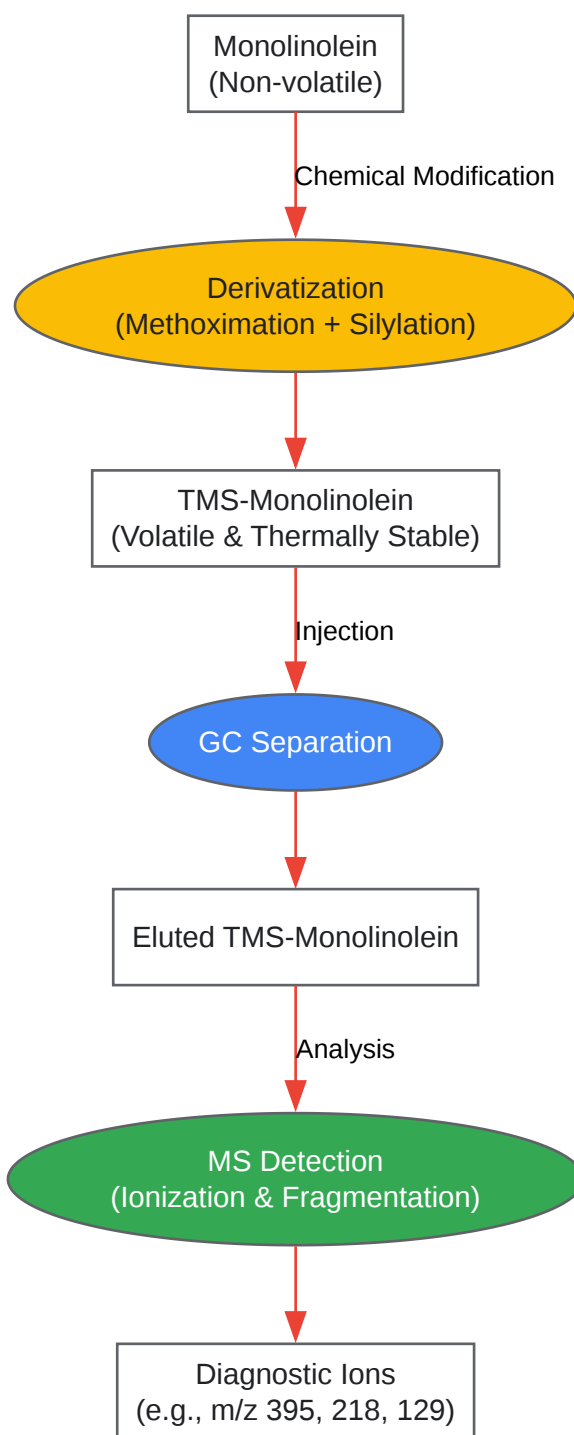 Monolinolein
(Non-volatile)
Chemical Modification
Derivatization
(Methoximation + Silylation)
TMS-Monolinolein
(Volatile & Thermally Stable)
Injection
GC Separation
Eluted TMS-Monolinolein
Analysis
MS Detection
(Ionization & Fragmentation)
Diagnostic Ions
(e.g., m/z 395, 218, 129)